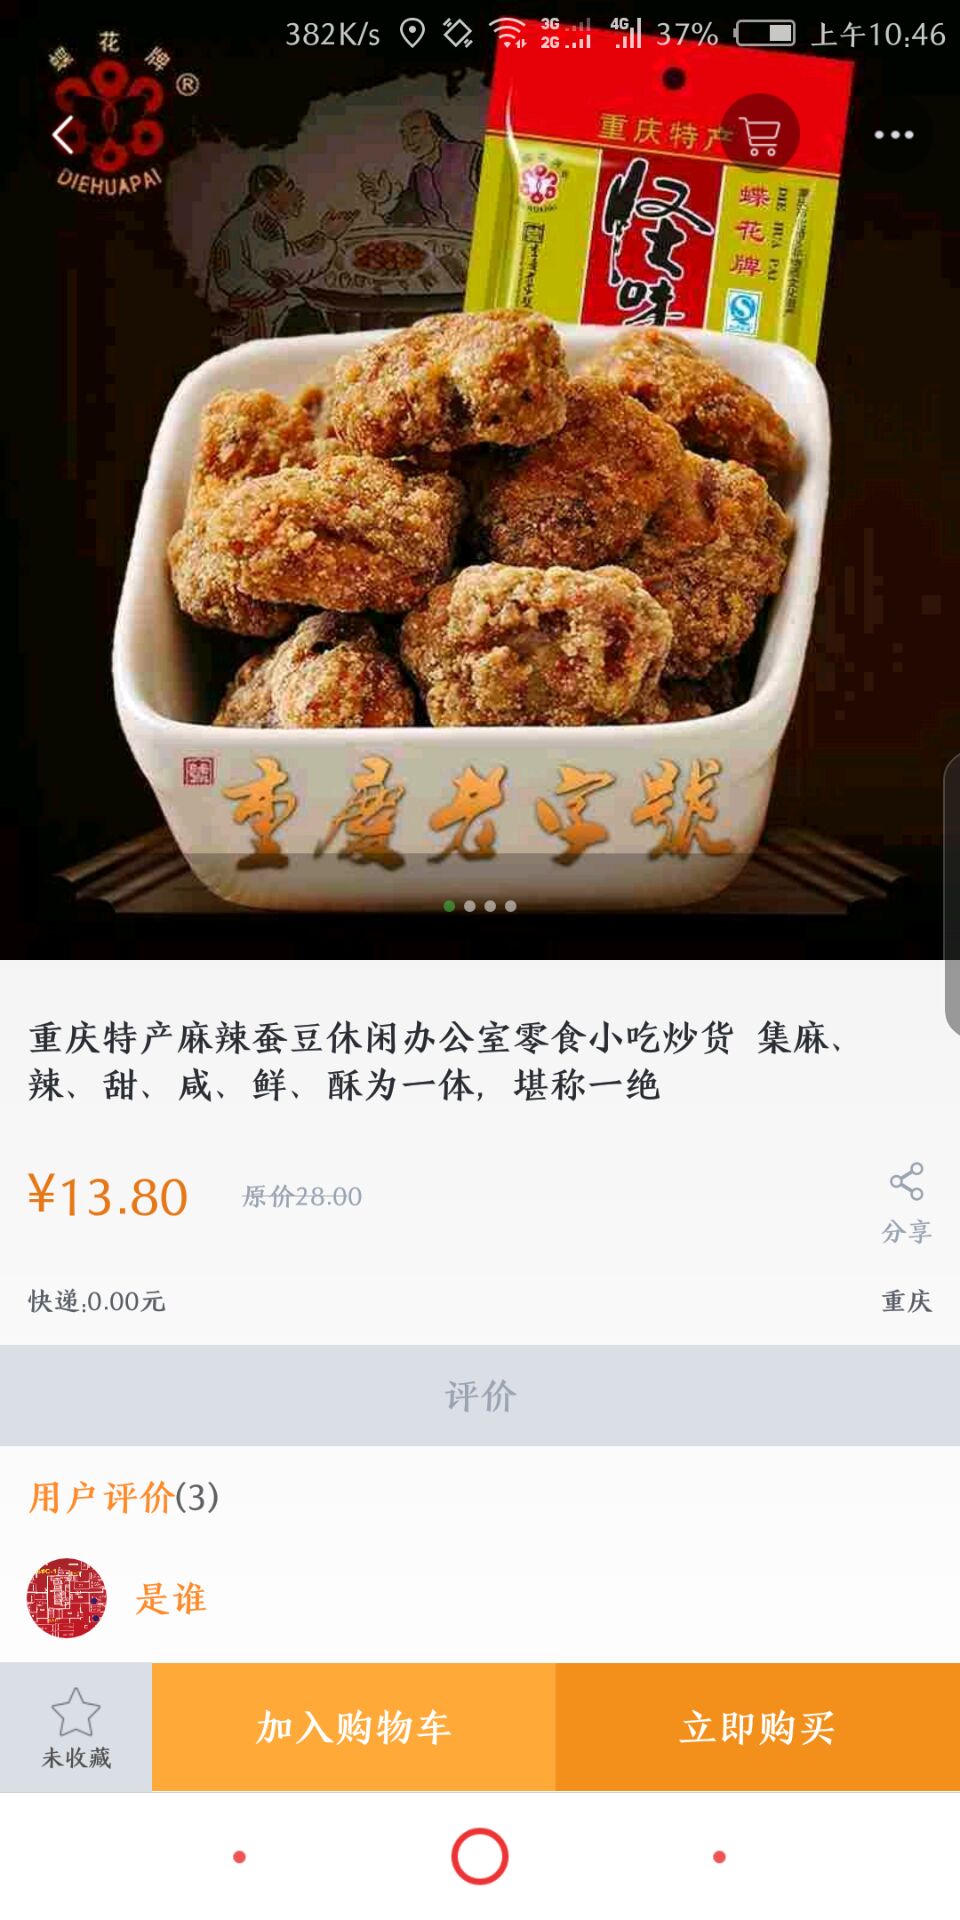 382K/s 3G 2G 4G 37% 上午10:46
蝶花牌®
DIEHUAPAI
重庆特产
怪味
蝶花牌
DIE HUA PAI
重慶老字號
重庆特产麻辣蚕豆休闲办公室零食小吃炒货 集麻、
辣、甜、咸、鲜、酥为一体,堪称一绝
¥13.80 原价28.00
分享
快递:0.00元 重庆
评价
用户评价(3)
是谁
未收藏 加入购物车 立即购买